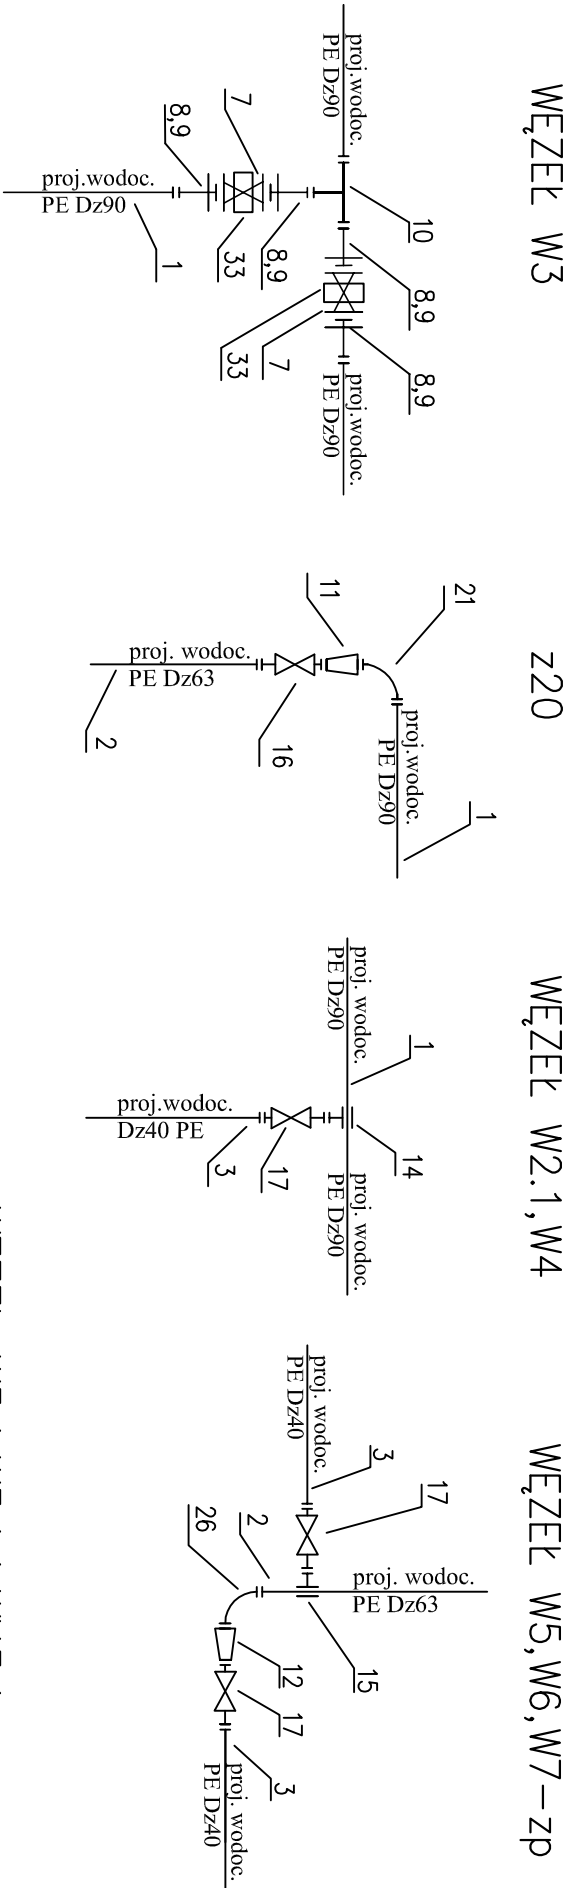 WĘZEŁ W3
proj.wodoc.
PE Dz90
10
8,9
8,9
7
8,9
33
8,9
7
33
proj.wodoc.
PE Dz90
proj.wodoc.
PE Dz90
1
z20
21
11
1
proj.wodoc.
PE Dz90
proj. wodoc.
PE Dz63
16
2
WĘZEŁ W2.1,W4
proj. wodoc.
PE Dz90
1
14
proj. wodoc.
PE Dz90
proj.wodoc.
Dz40 PE
3
17
WĘZEŁ W5,W6,W7-zp
proj. wodoc.
PE Dz40
3
17
2
26
proj. wodoc.
PE Dz63
15
12
17
3
proj. wodoc.
PE Dz40